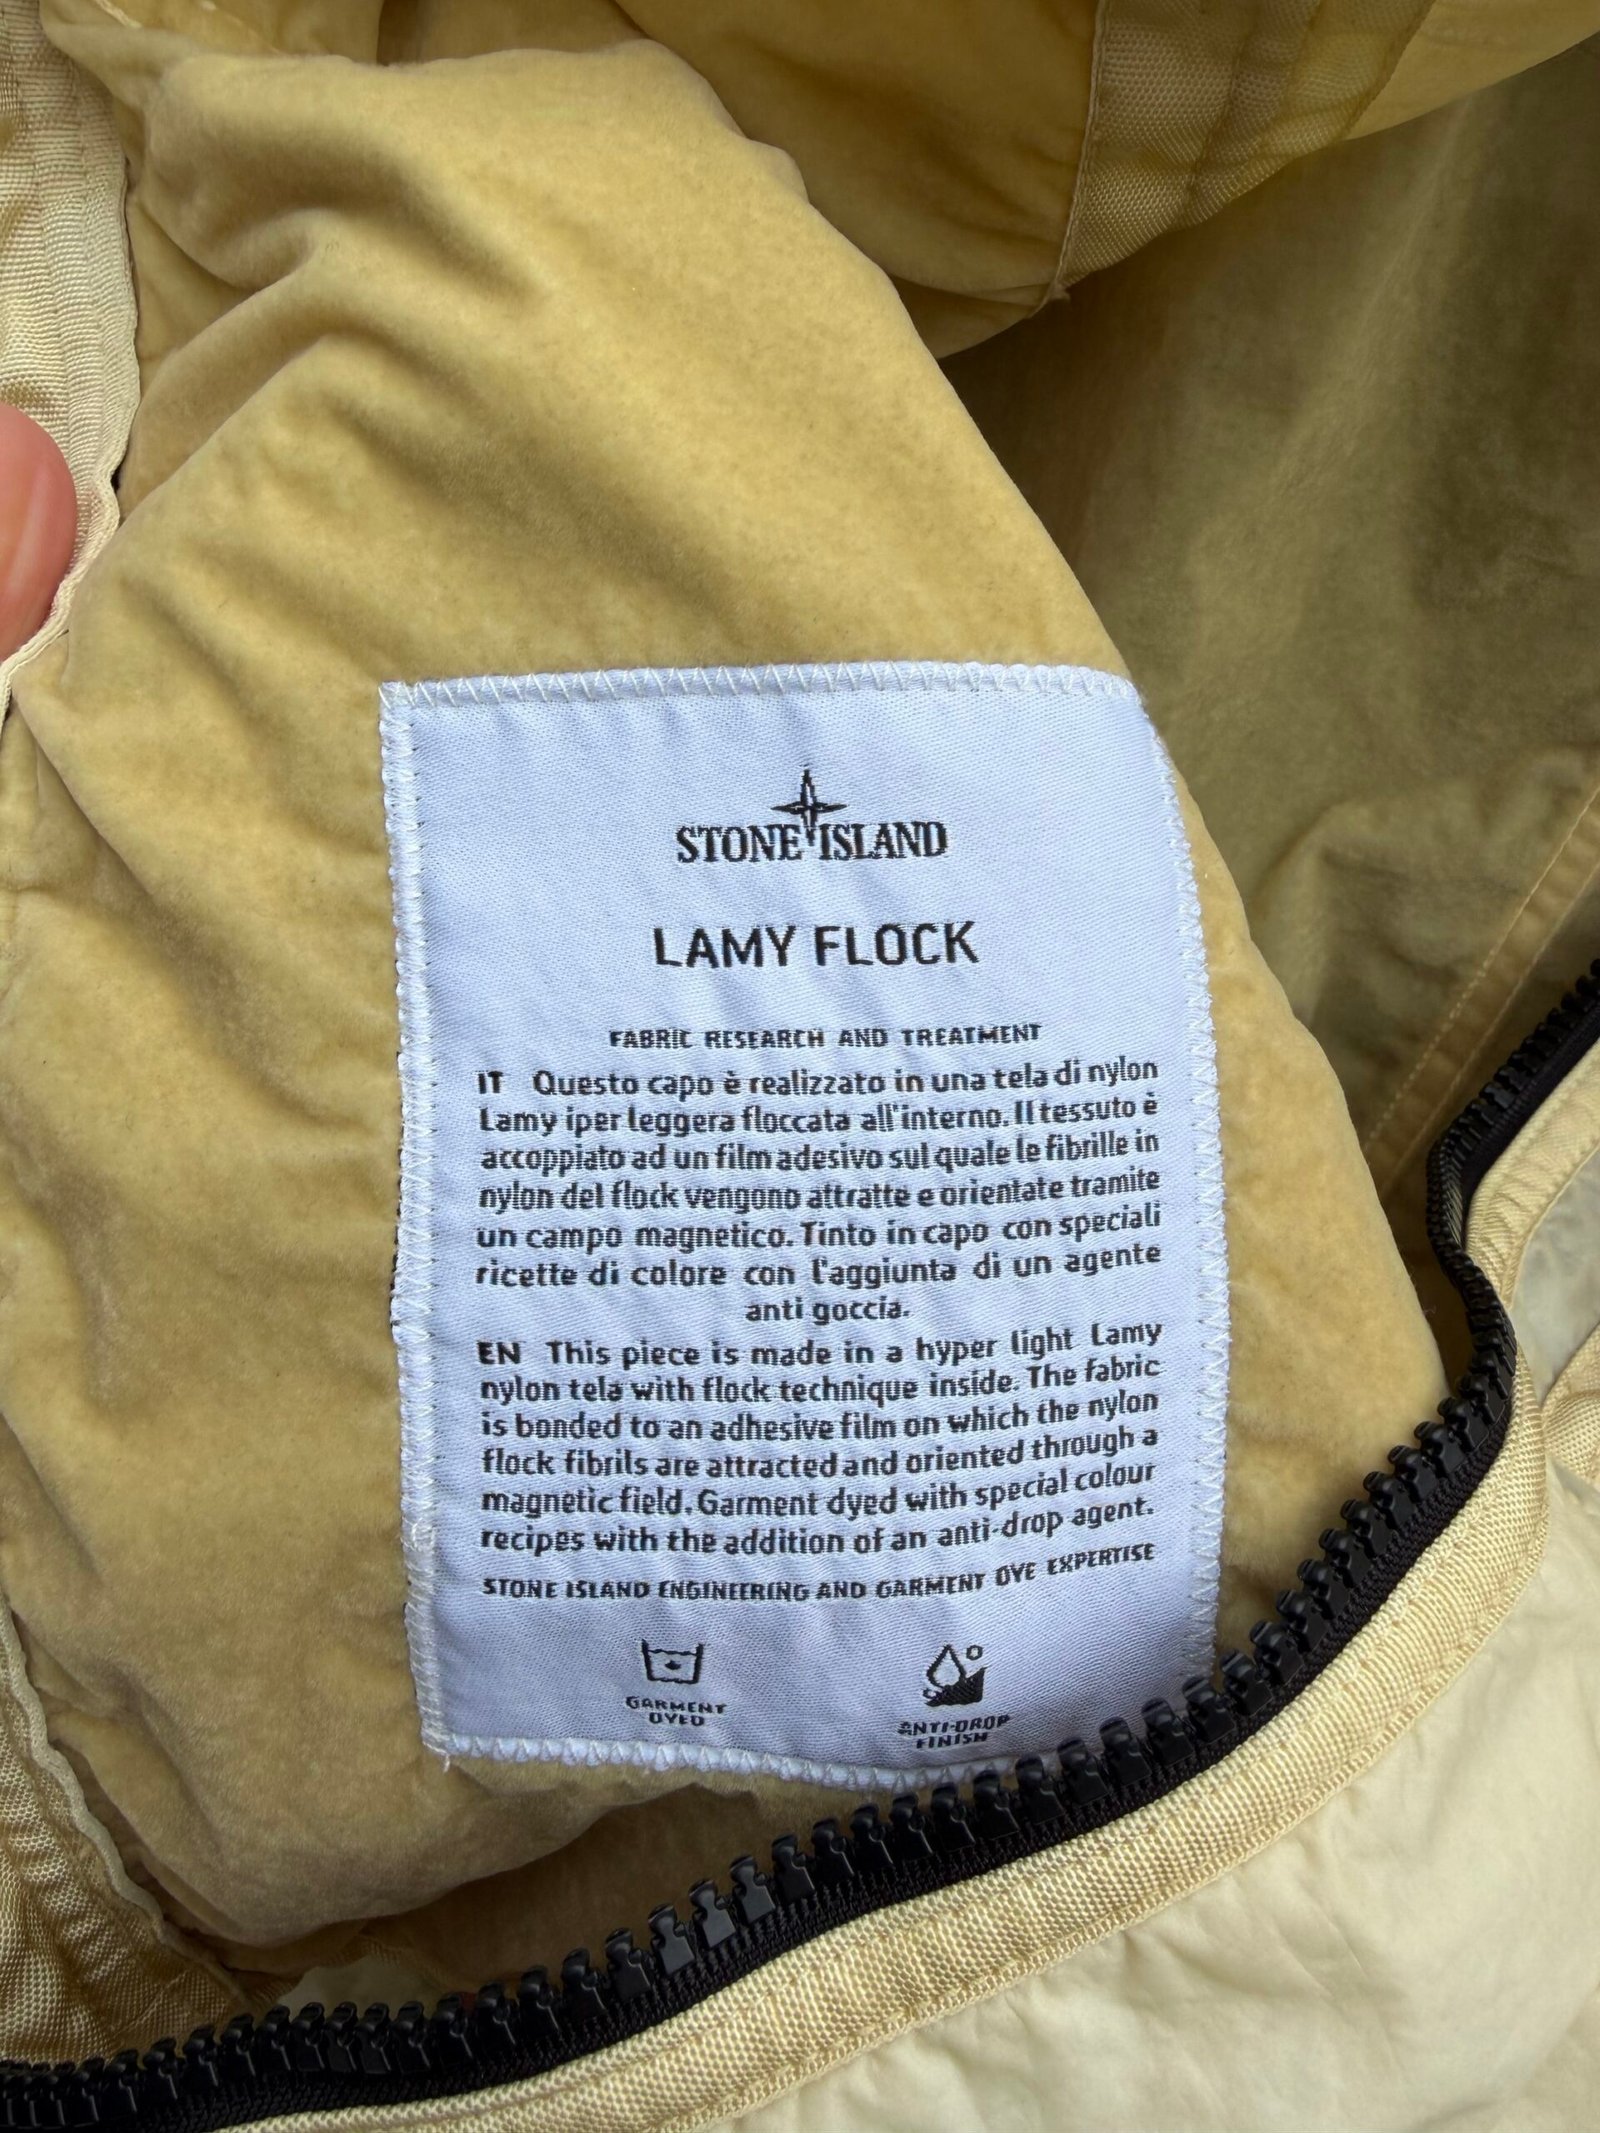 STONE ISLAND
LAMY FLOCK
FABRIC RESEARCH AND TREATMENT
IT Questo capo è realizzato in una tela di nylon
Lamy iper leggera floccata all'interno. Il tessuto è
accoppiato ad un film adesivo sul quale le fibrille in
nylon del flock vengono attratte e orientate tramite
un campo magnetico. Tinto in capo con speciali
ricette di colore con l'aggiunta di un agente
anti goccia.
EN This piece is made in a hyper light Lamy
nylon tela with flock technique inside. The fabric
is bonded to an adhesive film on which the nylon
flock fibrils are attracted and oriented through a
magnetic field. Garment dyed with special colour
recipes with the addition of an anti-drop agent.
STONE ISLAND ENGINEERING AND GARMENT DYE EXPERTISE
GARMENT
DYED
ANTI-DROP
FINISH